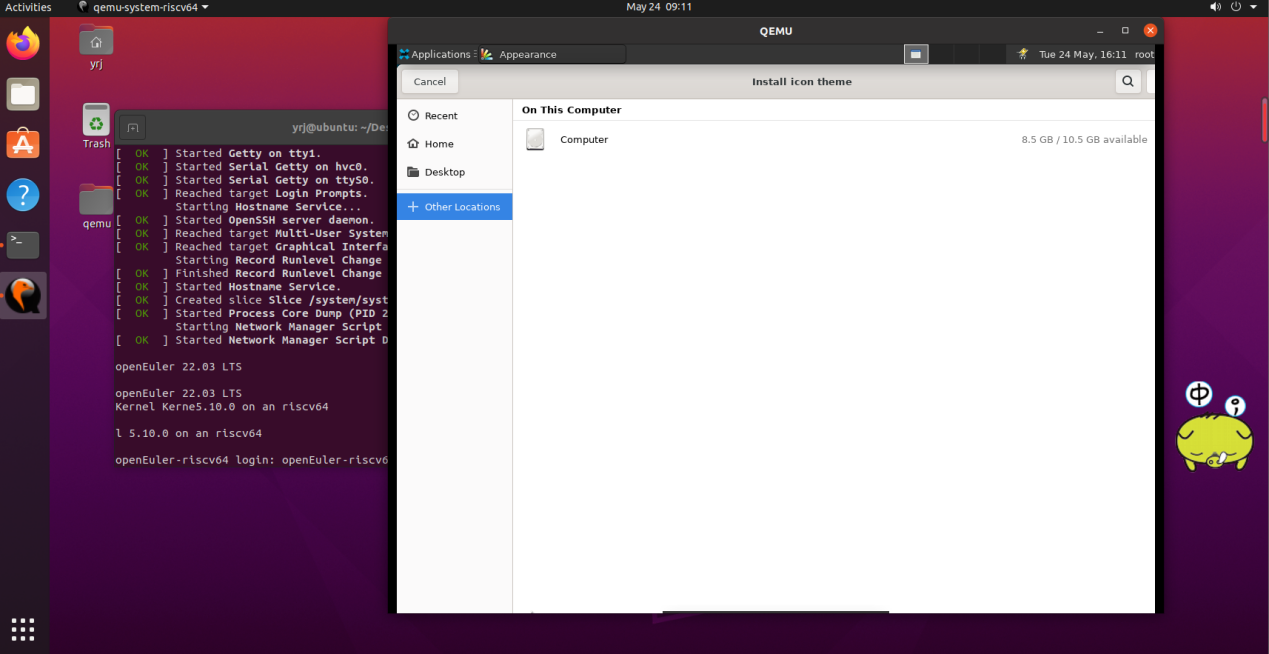 Activities
qemu-system-riscv64
May 24 09:11
yrj
Trash
qemu
yrj@ubuntu: ~/De
[ OK ] Started Getty on tty1.
[ OK ] Started Serial Getty on hvc0.
[ OK ] Started Serial Getty on ttyS0.
[ OK ] Reached target Login Prompts.
Starting Hostname Service...
[ OK ] Started OpenSSH server daemon.
[ OK ] Reached target Multi-User System
[ OK ] Reached target Graphical Interfa
Starting Record Runlevel Change
[ OK ] Finished Record Runlevel Change
[ OK ] Started Hostname Service.
[ OK ] Created slice Slice /system/syst
[ OK ] Started Process Core Dump (PID 2
Starting Network Manager Script
[ OK ] Started Network Manager Script D
openEuler 22.03 LTS
openEuler 22.03 LTS
Kernel Kerne5.10.0 on an riscv64
l 5.10.0 on an riscv64
openEuler-riscv64 login: openEuler-riscv6
QEMU
Applications
Appearance
Tue 24 May, 16:11
root
Cancel
Install icon theme
Recent
Home
Desktop
Other Locations
On This Computer
Computer
8.5 GB / 10.5 GB available
中